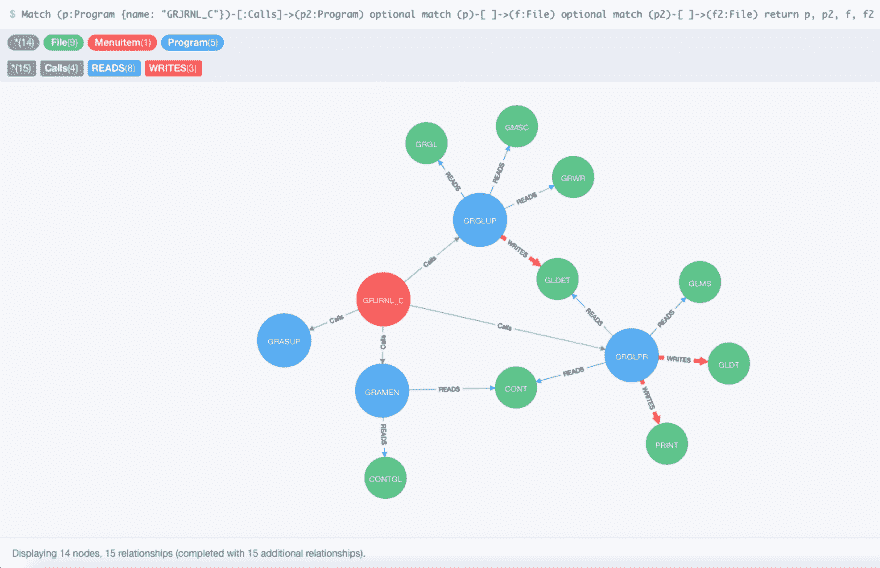 $ Match (p:Program {name: "GRJRNL_C"})-[:Calls]->(p2:Program) optional match (p)-[ ]->(f:File) optional match (p2)-[ ]->(f2:File) return p, p2, f, f2
*(14) File(9) MenuItem(1) Program(5)
*(15) Calls(4) READS(8) WRITES(3)
GMSC
GRGL
READS
READS
GRWR
READS
GRGLUP
WRITES
Calls
GLDET
GLMS
GRJRNL_C
READS
READS
Calls
Calls
Calls
GRASUP
GRGLPR
WRITES
GLDT
READS
GRAMEN
READS
CONT
WRITES
READS
PRINT
CONTGL
Displaying 14 nodes, 15 relationships (completed with 15 additional relationships).